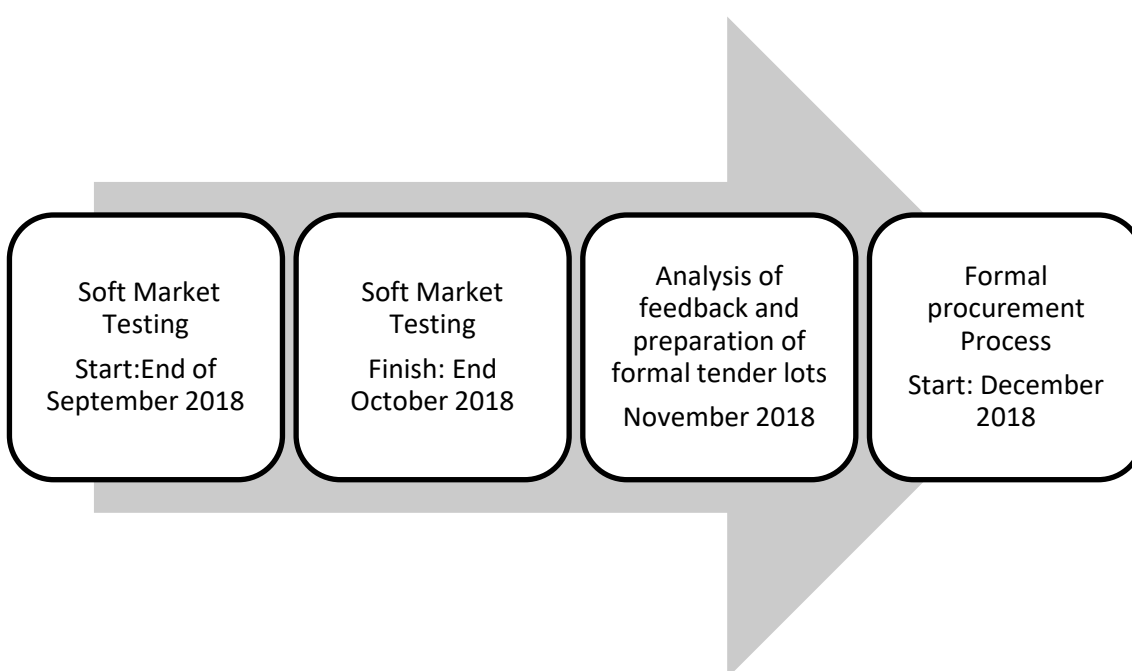 Soft Market
Testing
Start:End of
September 2018
Soft Market
Testing
Finish: End
October 2018
Analysis of
feedback and
preparation of
formal tender lots
November 2018
Formal
procurement
Process
Start: December
2018